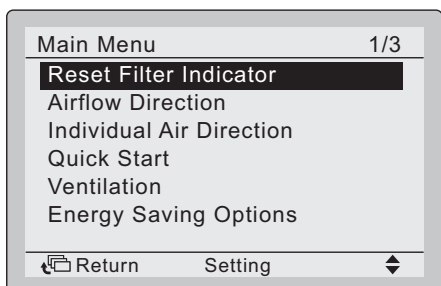 Main Menu 1/3
Reset Filter Indicator
Airflow Direction
Individual Air Direction
Quick Start
Ventilation
Energy Saving Options
Return Setting